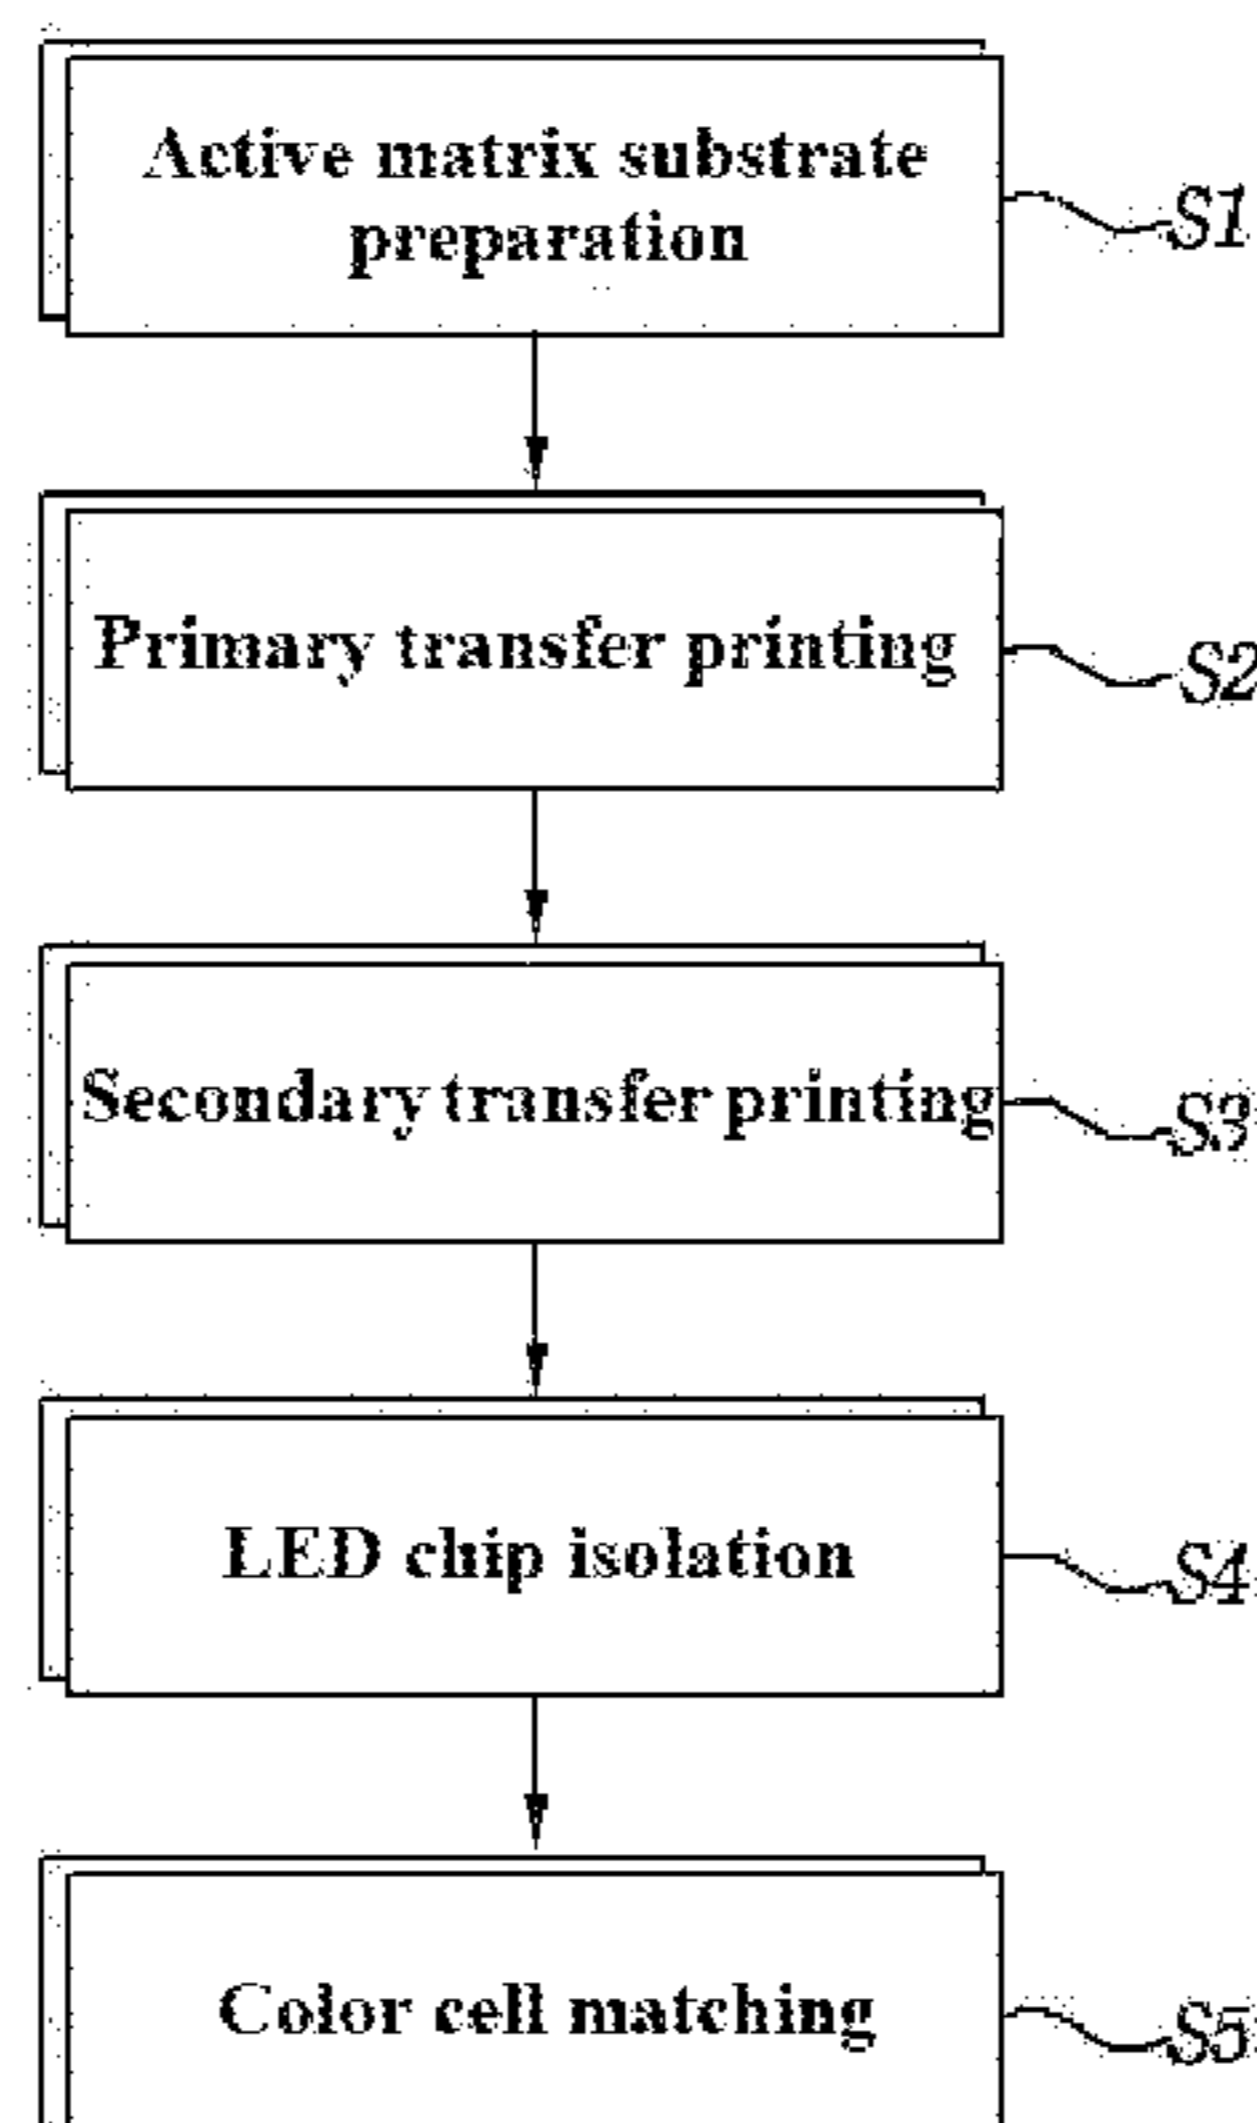 Active matrix substrate
preparation
S1
Primary transfer printing
S2
Secondary transfer printing
S3
LED chip isolation
S4
Color cell matching
S5